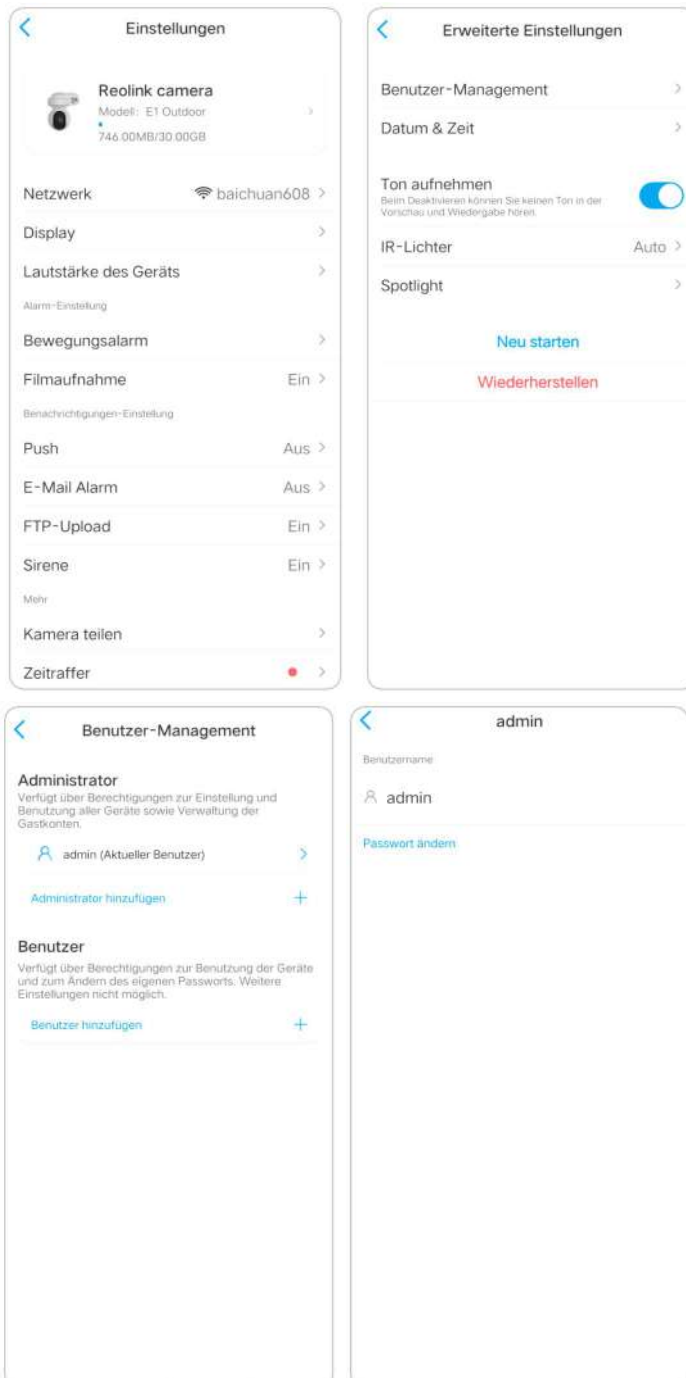 Einstellungen
Reolink camera
Modell: E1 Outdoor
746.00MB/30.00GB
Netzwerk baichuan608
Display
Lautstärke des Geräts
Alarm-Einstellung
Bewegungsalarm
Filmaufnahme Ein
Benachrichtigungen-Einstellung
Push Aus
E-Mail Alarm Aus
FTP-Upload Ein
Sirene Ein
Mehr
Kamera teilen
Zeitraffer
Erweiterte Einstellungen
Benutzer-Management
Datum & Zeit
Ton aufnehmen
Beim Deaktivieren können Sie keinen Ton in der
Vorschau und Wiedergabe hören.
IR-Lichter Auto
Spotlight
Neu starten
Wiederherstellen
Benutzer-Management
Administrator
Verfügt über Berechtigungen zur Einstellung und
Benutzung aller Geräte sowie Verwaltung der
Gastkonten.
admin (Aktueller Benutzer)
Administrator hinzufügen
Benutzer
Verfügt über Berechtigungen zur Benutzung der Geräte
und zum Ändern des eigenen Passworts. Weitere
Einstellungen nicht möglich.
Benutzer hinzufügen
admin
Benutzername
admin
Passwort ändern